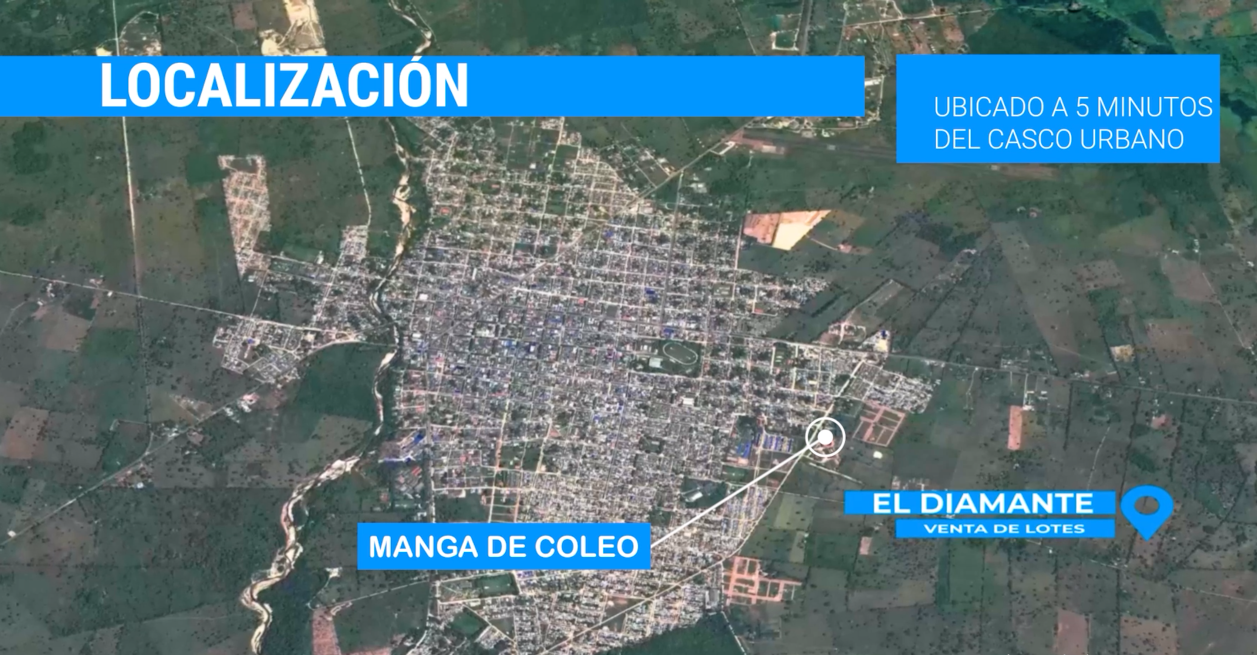 LOCALIZACIÓN
UBICADO A 5 MINUTOS
DEL CASCO URBANO
EL DIAMANTE
VENTA DE LOTES
MANGA DE COLEO